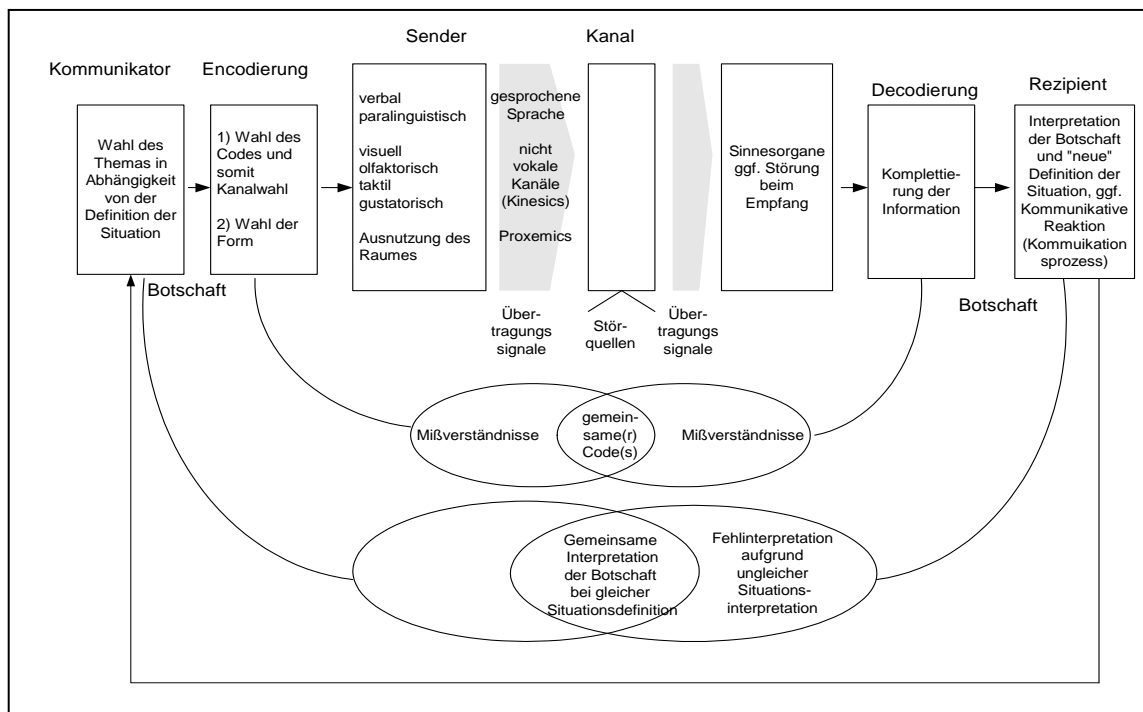 Sender
Kanal
Kommunikator
Encodierung
Decodierung
Rezipient
Wahl des
Themas in
Abhängigkeit
von der
Definition der
Situation
1) Wahl des
Codes und
somit
Kanalwahl
2) Wahl der
Form
verbal
paralinguistisch
visuell
olfaktorisch
taktil
gustatorisch
Ausnutzung des
Raumes
gesprochene
Sprache
nicht
vokale
Kanäle
(Kinesics)
Proxemics
Sinnesorgane
ggf. Störung
beim
Empfang
Komplettie-
rung der
Information
Interpretation
der Botschaft
und "neue"
Definition der
Situation, ggf.
Kommunikative
Reaktion
(Kommuikation
sprozess)
Botschaft
Botschaft
Über-
tragungs
signale
Stör-
quellen
Über-
tragungs
signale
Mißverständnisse
gemein-
same(r)
Code(s)
Mißverständnisse
Gemeinsame
Interpretation
der Botschaft
bei gleicher
Situationsdefinition
Fehlinterpretation
aufgrund
ungleicher
Situations-
interpretation